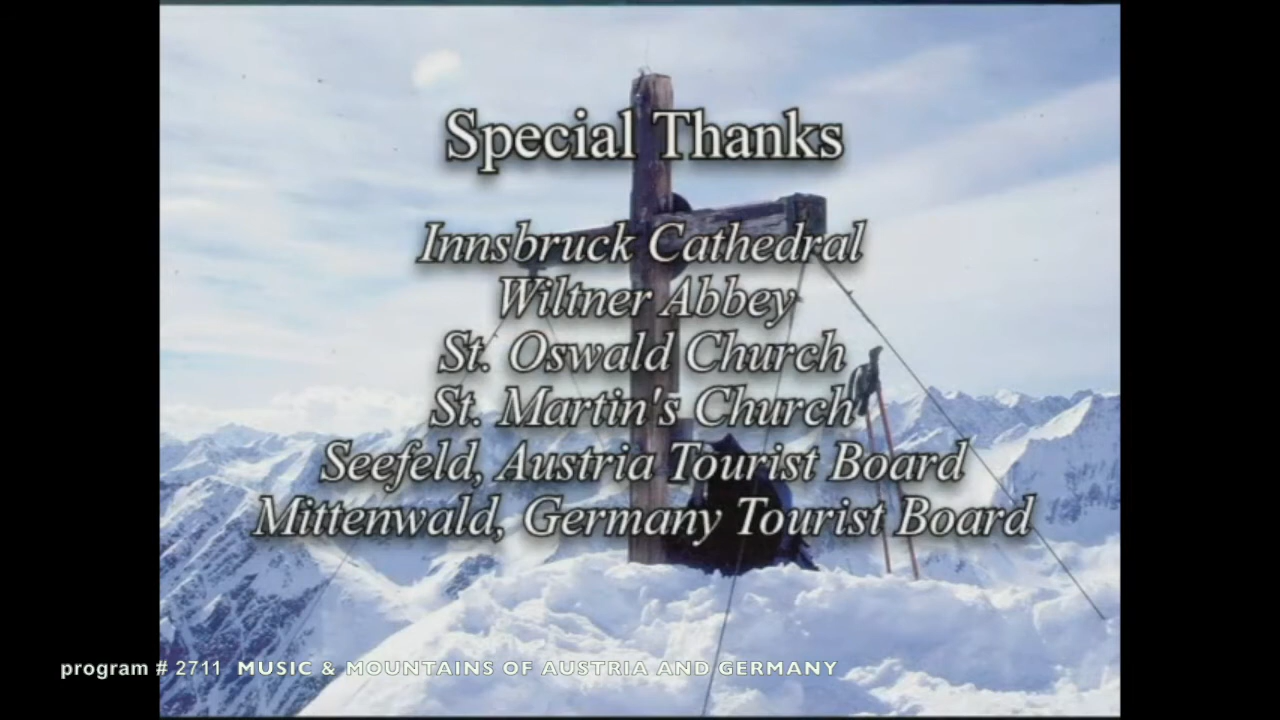 Special Thanks
Innsbruck Cathedral
Wiltner Abbey
St. Oswald Church
St. Martin's Church
Seefeld, Austria Tourist Board
Mittenwald, Germany Tourist Board
program # 2711 MUSIC & MOUNTAINS OF AUSTRIA AND GERMANY